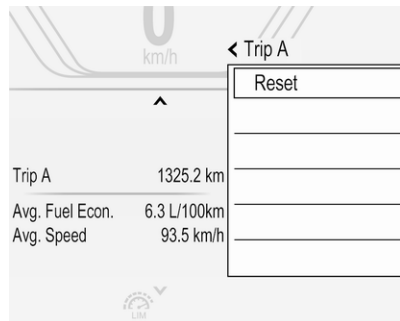 0
km/h
Trip A
Reset
Trip A 1325.2 km
Avg. Fuel Econ. 6.3 L/100km
Avg. Speed 93.5 km/h
LIM